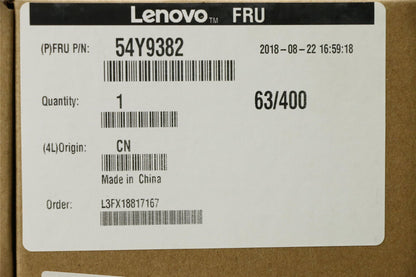 Lenovo™ FRU
(P)FRU P/N: 54Y9382 2018-08-22 16:59:18
Quantity: 1 63/400
(4L)Origin: CN
Made in China
Order: L3FX18817167